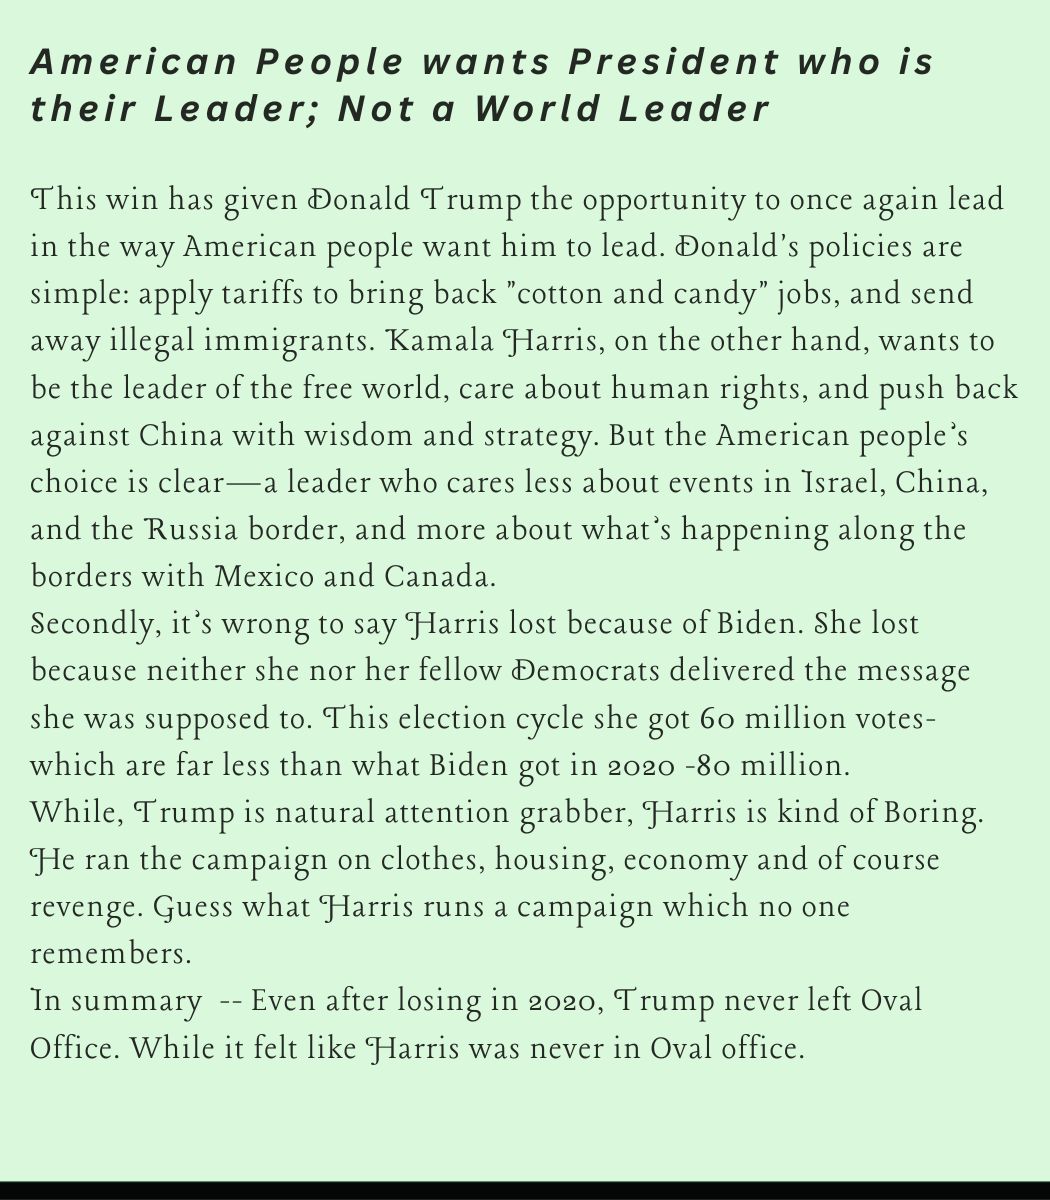 American People wants President who is
their Leader; Not a World Leader
This win has given Donald Trump the opportunity to once again lead
in the way American people want him to lead. Donald's policies are
simple: apply tariffs to bring back "cotton and candy" jobs, and send
away illegal immigrants. Kamala Harris, on the other hand, wants to
be the leader of the free world, care about human rights, and push back
against China with wisdom and strategy. But the American people's
choice is clear—a leader who cares less about events in Israel, China,
and the Russia border, and more about what's happening along the
borders with Mexico and Canada.
Secondly, it's wrong to say Harris lost because of Biden. She lost
because neither she nor her fellow Democrats delivered the message
she was supposed to. This election cycle she got 60 million votes-
which are far less than what Biden got in 2020 -80 million.
While, Trump is natural attention grabber, Harris is kind of Boring.
He ran the campaign on clothes, housing, economy and of course
revenge. Guess what Harris runs a campaign which no one
remembers.
In summary  -- Even after losing in 2020, Trump never left Oval
Office. While it felt like Harris was never in Oval office.